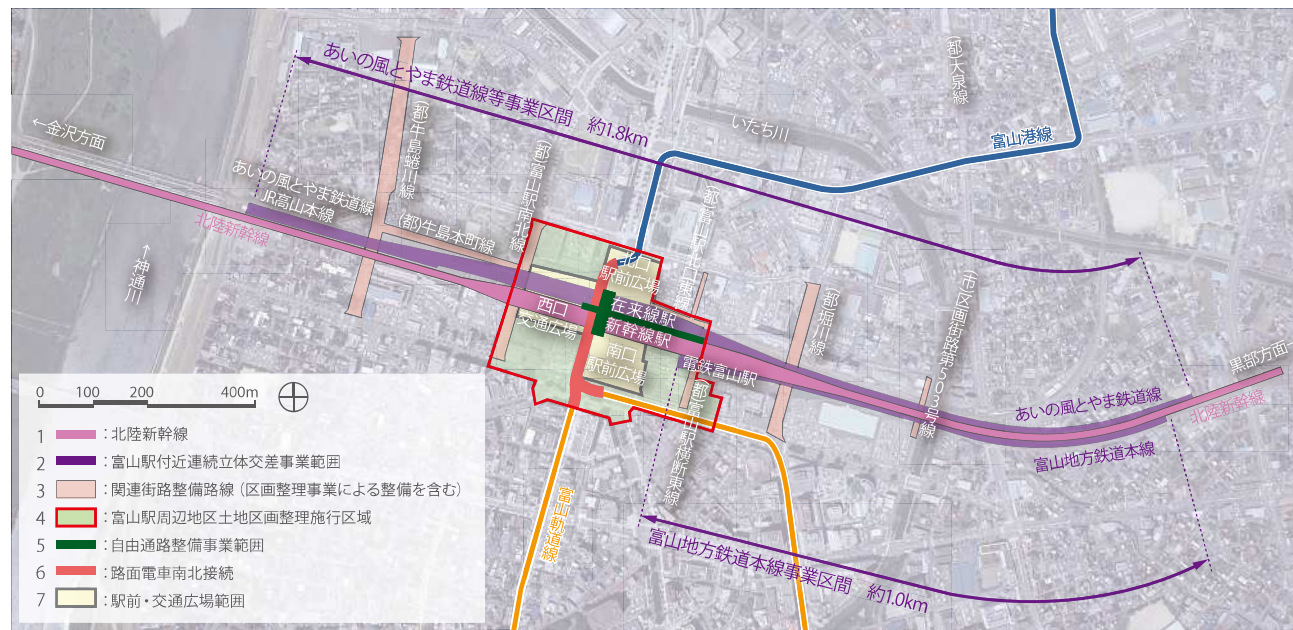 あいの風とやま鉄道線等事業区間 約1.8km
(都)大泉線
いたち川
富山港線
←金沢方面
(都)牛島蜷川線
(都)富山駅南北線
あいの風とやま鉄道線
JR高山本線
北陸新幹線
(都)牛島本町線
←神通川
北口
駅前広場
在来線駅
新幹線駅
西口
交通広場
南口
駅前広場
電鉄富山駅
(都)堀川線
(市)区画街路第503号線
黒部方面→
あいの風とやま鉄道線
北陸新幹線
富山地方鉄道本線
(都)富山駅横断東線
富山軌道線
富山地方鉄道本線事業区間 約1.0km
0 100 200 400m
1 :北陸新幹線
2 :富山駅付近連続立体交差事業範囲
3 :関連街路整備路線(区画整理事業による整備を含む)
4 :富山駅周辺地区土地区画整理施行区域
5 :自由通路整備事業範囲
6 :路面電車南北接続
7 :駅前・交通広場範囲